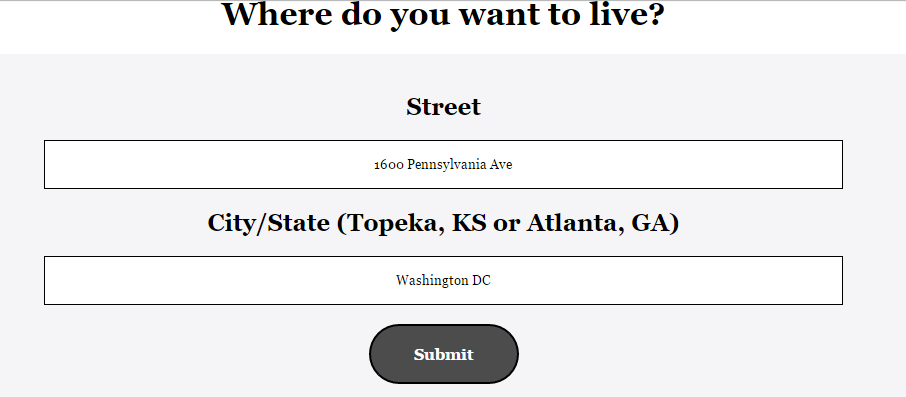 Where do you want to live?
Street
1600 Pennsylvania Ave
City/State (Topeka, KS or Atlanta, GA)
Washington DC
Submit